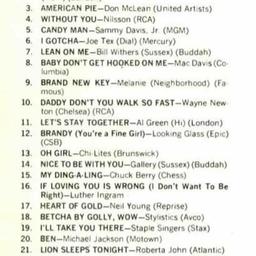 3. AMERICAN PIE—Don McLean (United Artists)
4. WITHOUT YOU—Nilsson (RCA)
5. CANDY MAN—Sammy Davis, Jr (MGM)
6. I GOTCHA—Joe Tex (Dial) (Mercury)
7. LEAN ON ME—Bill Withers (Sussex) (Buddah)
8. BABY DON'T GET HOOKED ON ME—Mac Davis (Co-
lumbia)
9. BRAND NEW KEY—Melanie (Neighborhood) (Fa-
mous)
10. DADDY DON'T YOU WALK SO FAST—Wayne New-
ton (Chelsea) (RCA)
11. LET'S STAY TOGETHER—Al Green (Hi) (London)
12. BRANDY (You're a Fine Girl)—Looking Glass (Epic)
(CSB)
13. OH GIRL—Chi-Lites (Brunswick)
14. NICE TO BE WITH YOU—Gallery (Sussex) (Buddah)
15. MY DING-A-LING—Chuck Berry (Chess)
16. IF LOVING YOU IS WRONG (I Don't Want To Be
Right)—Luther Ingram
17. HEART OF GOLD—Neil Young (Reprise)
18. BETCHA BY GOLLY, WOW—Stylistics (Avco)
19. I'LL TAKE YOU THERE—Staple Singers (Stax)
20. BEN—Michael Jackson (Motown)
21. LION SLEEPS TONIGHT—Roberta John (Atlantic)